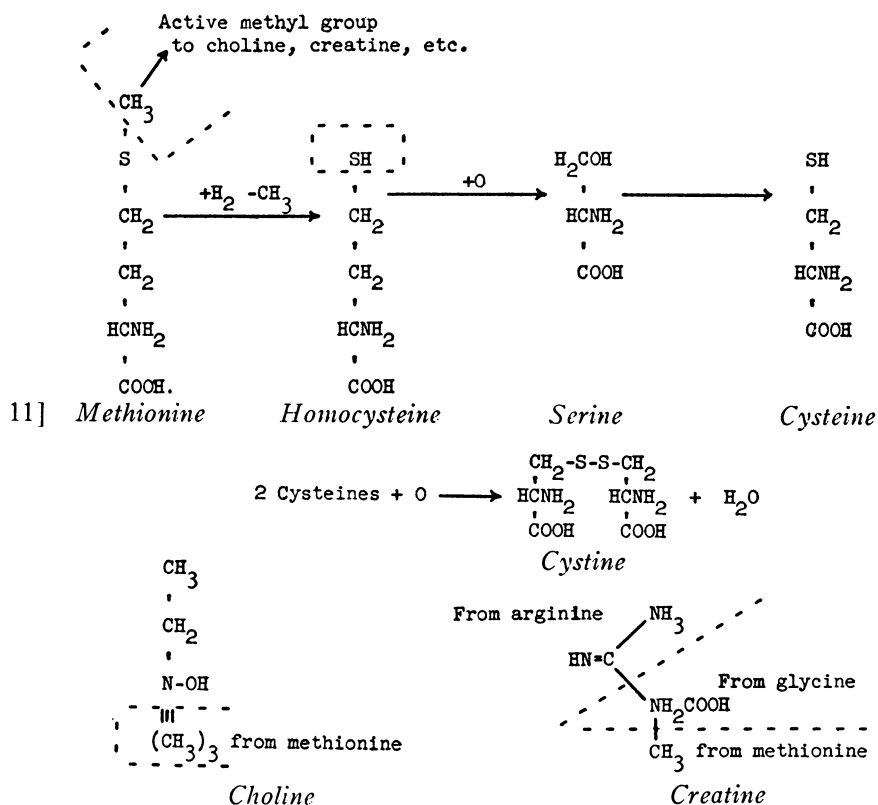 Active methyl group
to choline, creatine, etc.
CH3
S
CH2
CH2
HCNH2
COOH.
+H2 -CH3
SH
CH2
CH2
HCNH2
COOH
+O
H2COH
HCNH2
COOH
SH
CH2
HCNH2
COOH
11] Methionine Homocysteine Serine Cysteine
2 Cysteines + O
CH2-S-S-CH2
HCNH2 HCNH2 + H2O
COOH COOH
Cystine
CH3
CH2
N-OH
(CH3)3 from methionine
Choline
From arginine NH3
HN=C
From glycine
NH2COOH
CH3 from methionine
Creatine